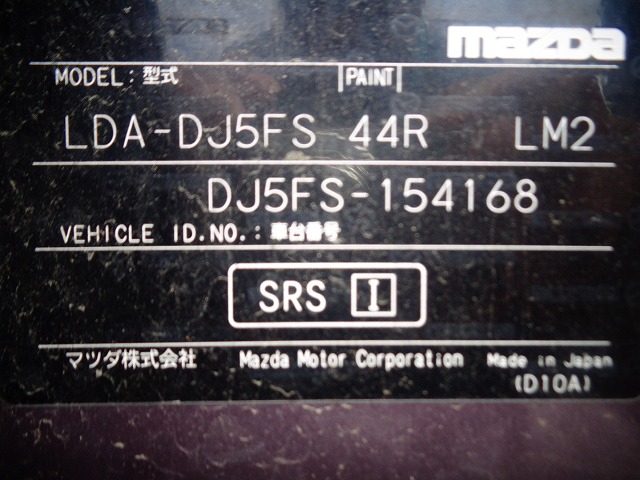 mazda
MODEL: 型式 PAINT
LDA-DJ5FS 44R LM2
DJ5FS-154168
VEHICLE ID.NO.: 車台番号
SRS I
マツダ株式会社 Mazda Motor Corporation Made in Japan
(D10A)